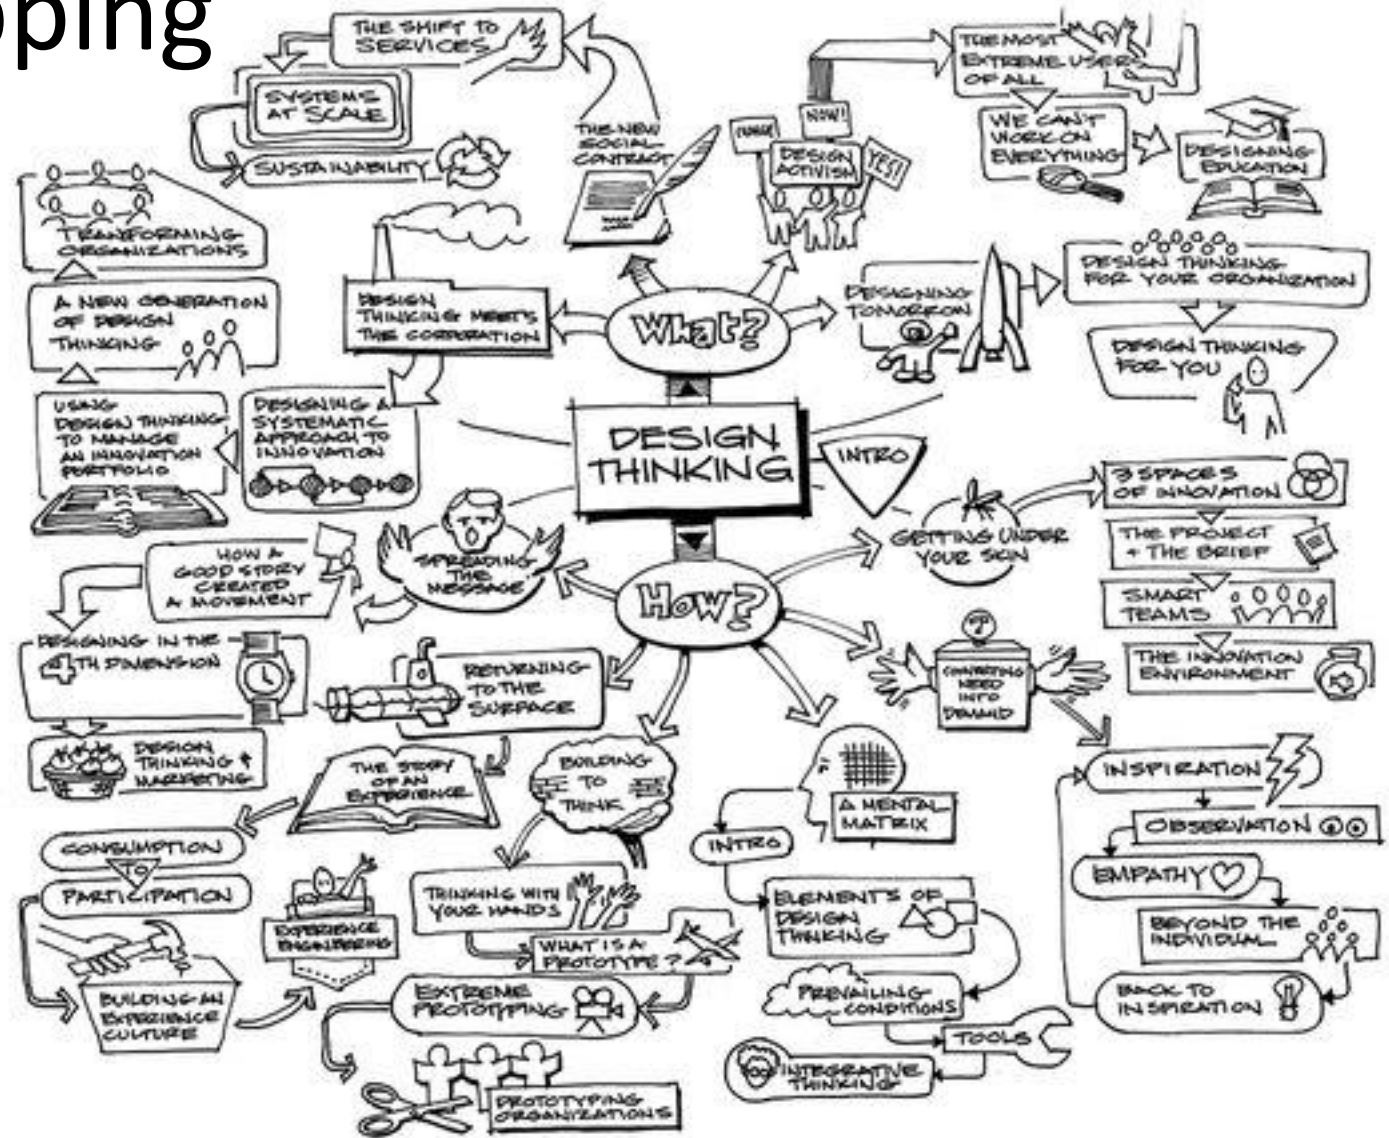 pping
THE SHIFT TO
SERVICES
SYSTEMS
AT SCALE
SUSTAINABILITY
THE NEW
SOCIAL
CONTRACT
CHANGE
NOW!
YES!
DESIGN
ACTIVISM
THE MOST
EXTREME USERS
OF ALL
WE CAN'T
WORK ON
EVERYTHING
DESIGNING
EDUCATION
TRANSFORMING
ORGANIZATIONS
A NEW GENERATION
OF DESIGN
THINKING
USING
DESIGN THINKING
TO MANAGE
AN INNOVATION
PORTFOLIO
DESIGNING A
SYSTEMATIC
APPROACH TO
INNOVATION
DESIGN
THINKING MEETS
THE CORPORATION
What?
DESIGNING
TOMORROW
DESIGN THINKING
FOR YOUR ORGANIZATION
DESIGN THINKING
FOR YOU
DESIGN
THINKING
INTRO
How?
GETTING UNDER
YOUR SKIN
3 SPACES
OF INNOVATION
THE PROJECT
+ THE BRIEF
SMART
TEAMS
THE INNOVATION
ENVIRONMENT
SPREADING
THE
MESSAGE
HOW A
GOOD STORY
CREATED
A MOVEMENT
DESIGNING IN THE
4TH DIMENSION
DESIGN
THINKING +
MARKETING
RETURNING
TO THE
SURFACE
THE STORY
OF AN
EXPERIENCE
CONSUMPTION
TO
PARTICIPATION
BUILDING AN
EXPERIENCE
CULTURE
EXPERIENCE
ENGINEERING
BUILDING
TO
THINK
THINKING WITH
YOUR HANDS
WHAT IS A
PROTOTYPE?
EXTREME
PROTOTYPING
PROTOTYPING
ORGANIZATIONS
A MENTAL
MATRIX
INTRO
ELEMENTS OF
DESIGN
THINKING
PREVAILING
CONDITIONS
TOOLS
INTEGRATIVE
THINKING
CONVERTING
NEED
INTO
DEMAND
INSPIRATION
OBSERVATION
EMPATHY
BEYOND THE
INDIVIDUAL
BACK TO
INSPIRATION